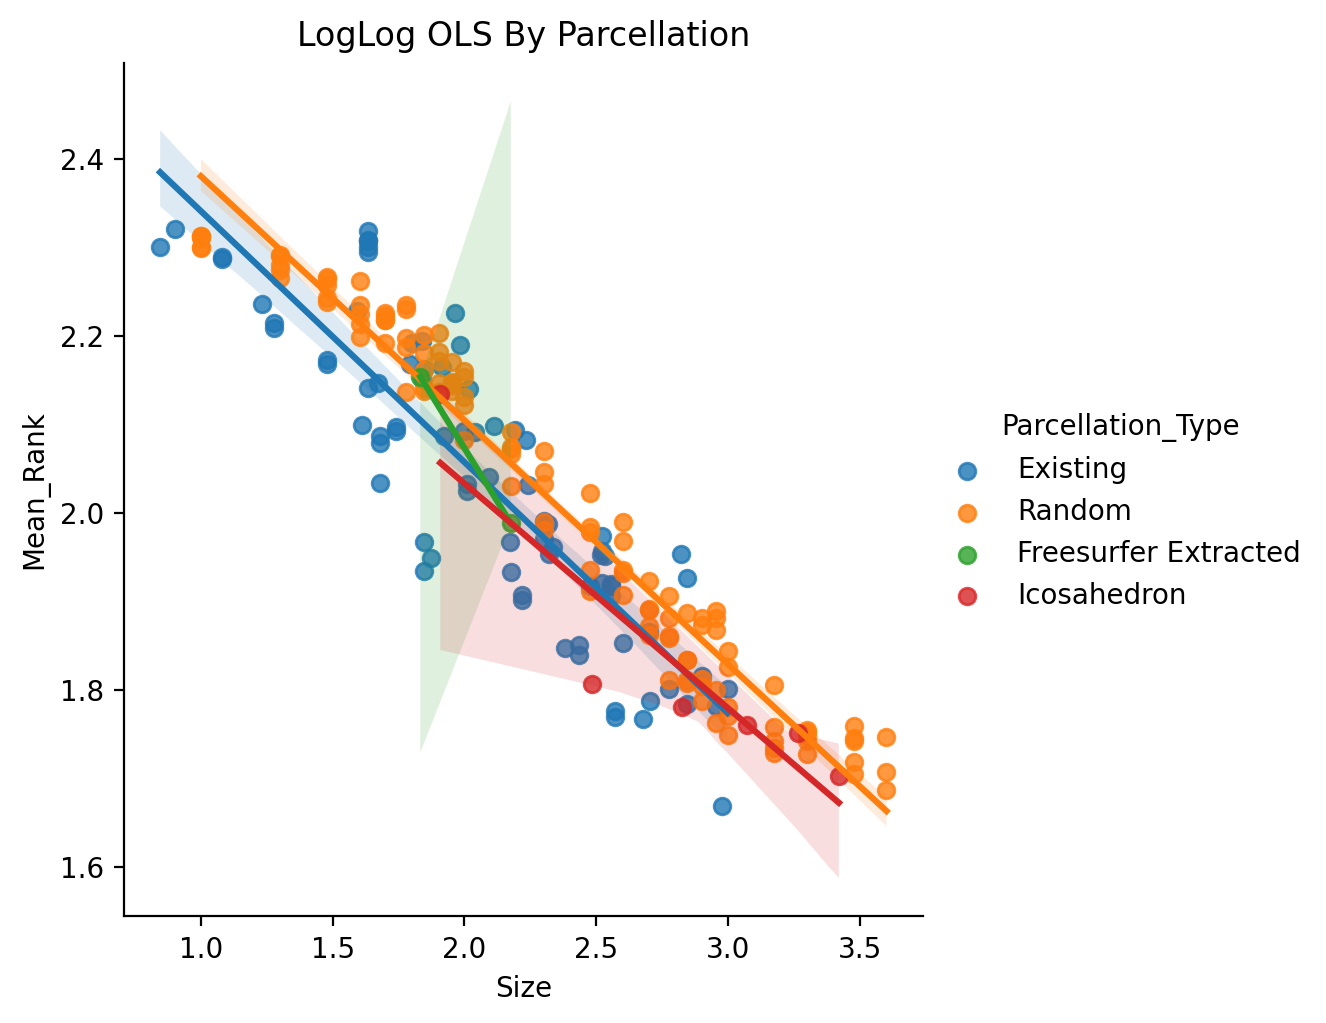 LogLog OLS By Parcellation
Mean_Rank
2.4
2.2
2.0
1.8
1.6
1.0 1.5 2.0 2.5 3.0 3.5
Size
Parcellation_Type
Existing
Random
Freesurfer Extracted
Icosahedron